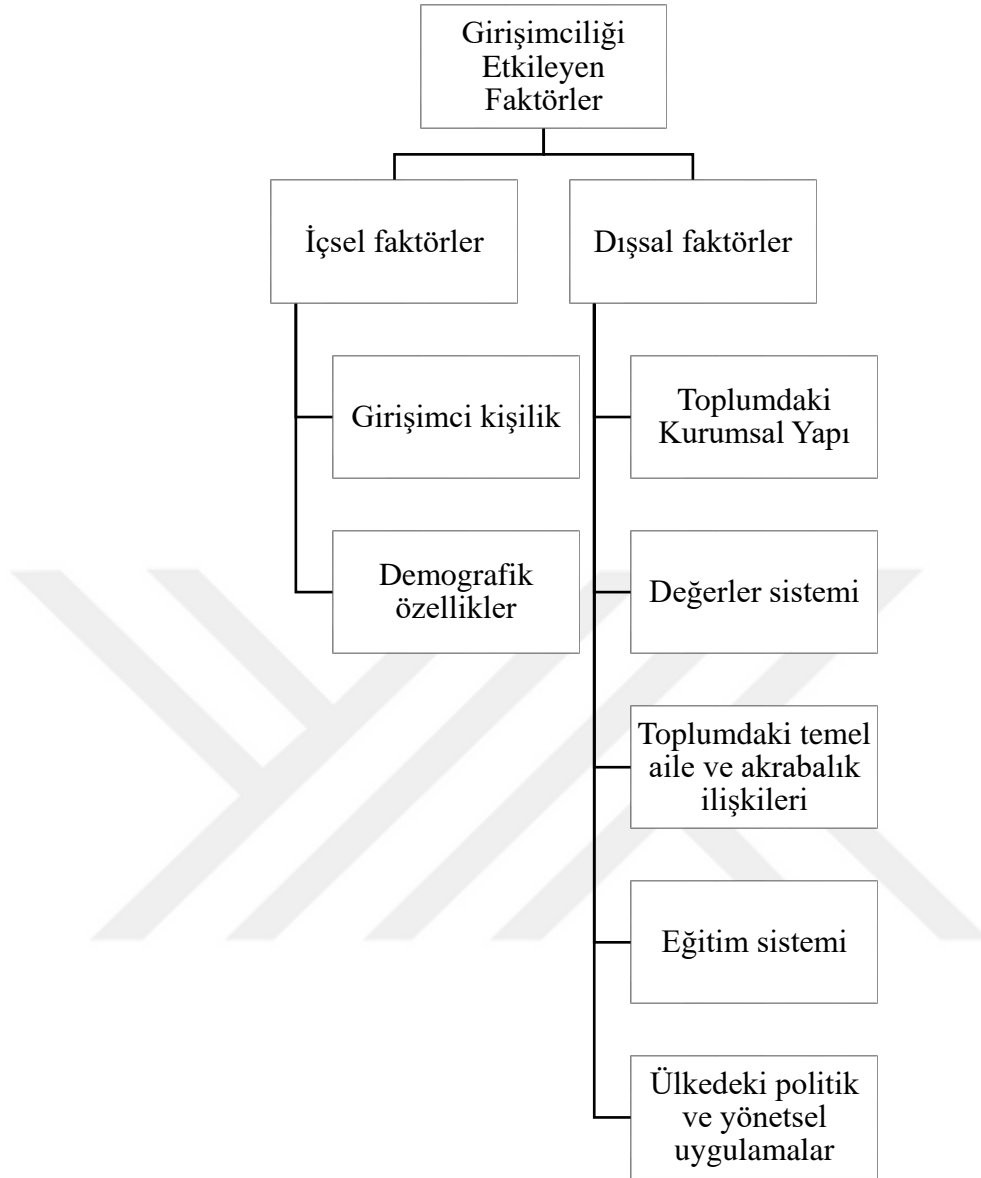 Girişimciliği
Etkileyen
Faktörler
İçsel faktörler
Dışsal faktörler
Girişimci kişilik
Demografik
özellikler
Toplumdaki
Kurumsal Yapı
Değerler sistemi
Toplumdaki temel
aile ve akrabalık
ilişkileri
Eğitim sistemi
Ülkedeki politik
ve yönetsel
uygulamalar